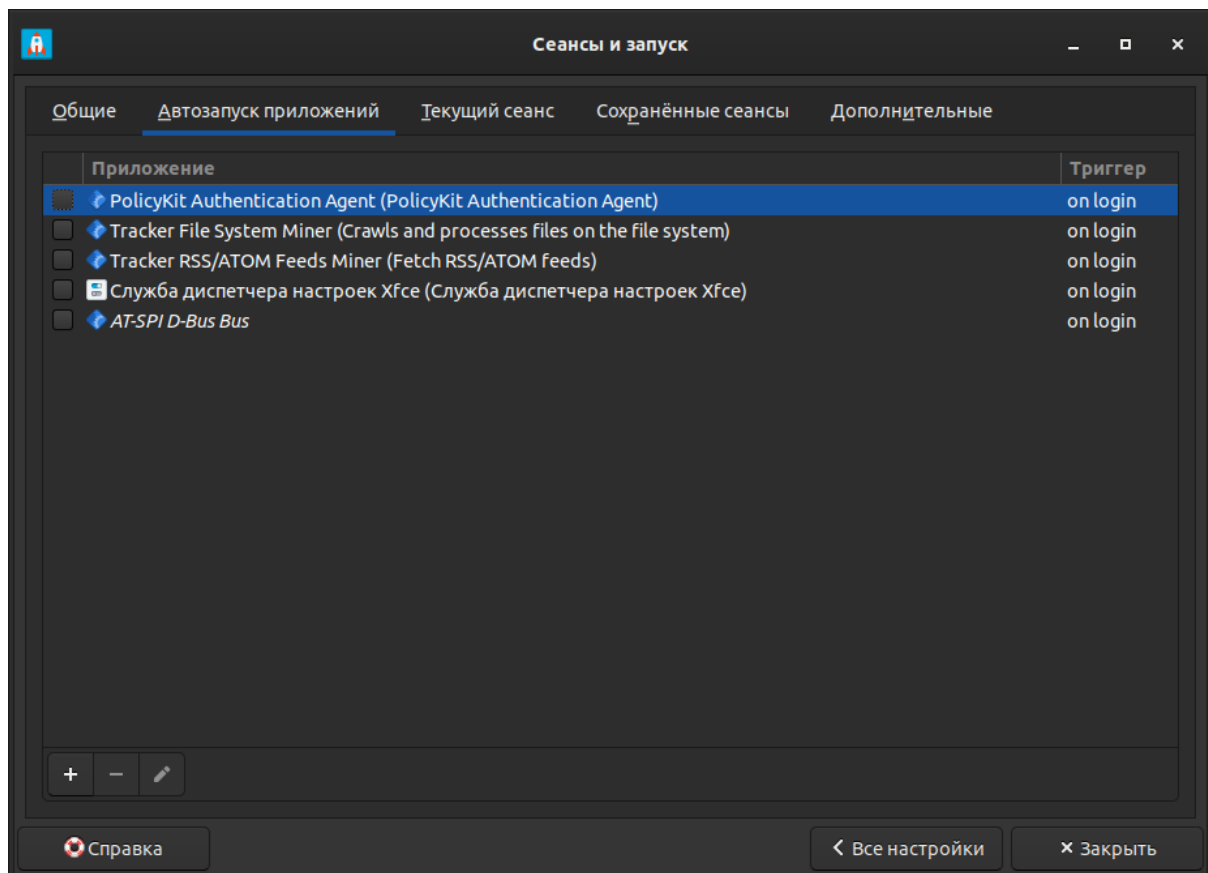 Сеансы и запуск
Общие Автозапуск приложений Текущий сеанс Сохранённые сеансы Дополнительные
Приложение Триггер
PolicyKit Authentication Agent (PolicyKit Authentication Agent) on login
Tracker File System Miner (Crawls and processes files on the file system) on login
Tracker RSS/ATOM Feeds Miner (Fetch RSS/ATOM feeds) on login
Служба диспетчера настроек Xfce (Служба диспетчера настроек Xfce) on login
AT-SPI D-Bus Bus on login
Справка Все настройки Закрыть